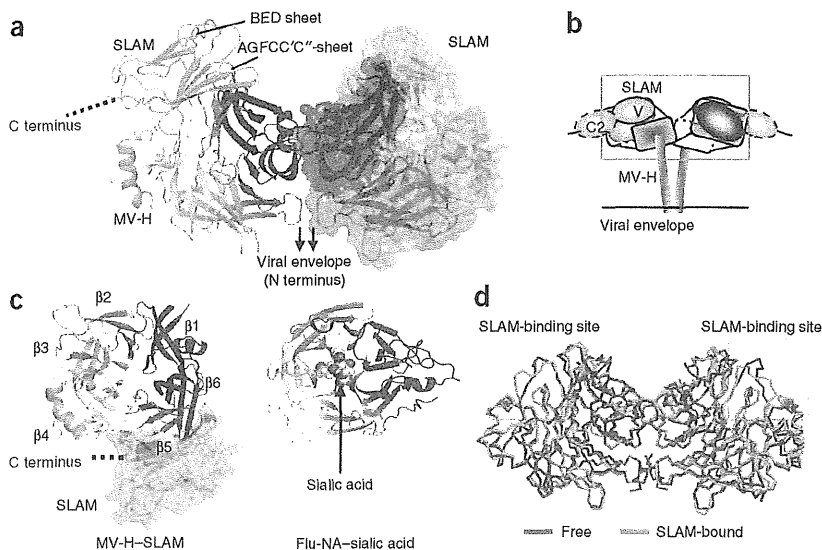 a
BED sheet
SLAM
AGFCC′C″-sheet
SLAM
C terminus
MV-H
Viral envelope
(N terminus)
b
SLAM
V
C2
MV-H
Viral envelope
c
β2
β1
β3
β6
β4
β5
C terminus
SLAM
MV-H–SLAM
Sialic acid
Flu-NA–sialic acid
d
SLAM-binding site
SLAM-binding site
Free
SLAM-bound